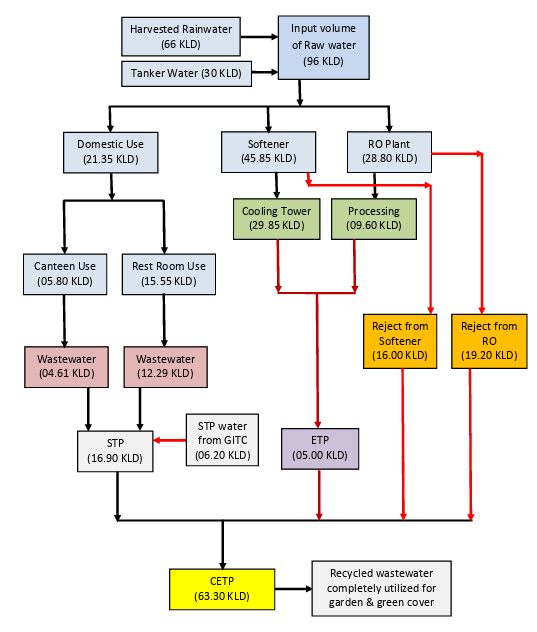 Harvested Rainwater
(66 KLD)
Tanker Water (30 KLD)
Input volume
of Raw water
(96 KLD)
Domestic Use
(21.35 KLD)
Softener
(45.85 KLD)
RO Plant
(28.80 KLD)
Cooling Tower
(29.85 KLD)
Processing
(09.60 KLD)
Canteen Use
(05.80 KLD)
Rest Room Use
(15.55 KLD)
Reject from
Softener
(16.00 KLD)
Reject from
RO
(19.20 KLD)
Wastewater
(04.61 KLD)
Wastewater
(12.29 KLD)
STP
(16.90 KLD)
STP water
from GITC
(06.20 KLD)
ETP
(05.00 KLD)
CETP
(63.30 KLD)
Recycled wastewater
completely utilized for
garden & green cover